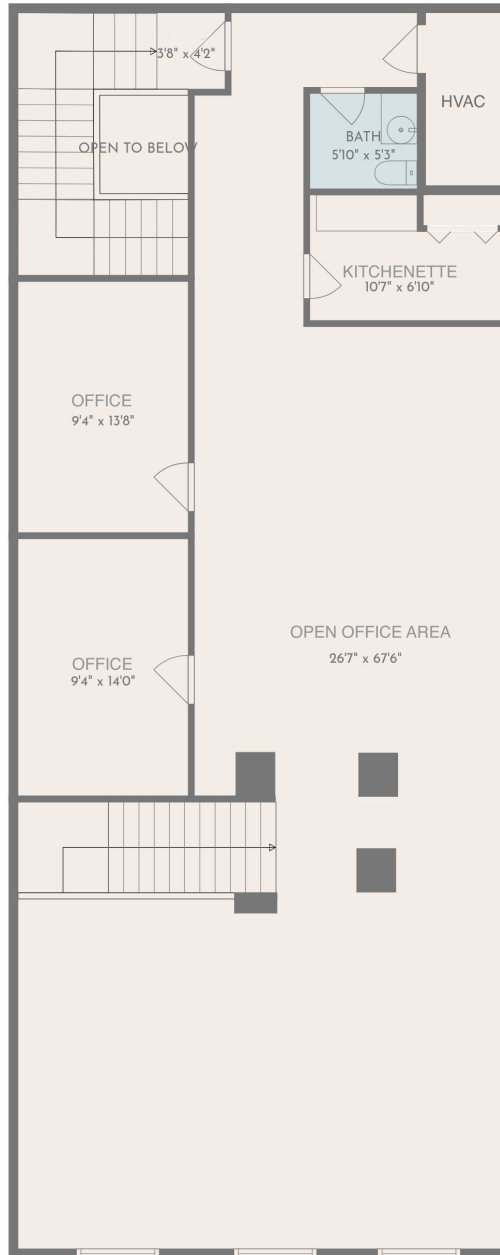 3'8" x 4'2"
HVAC
BATH
5'10" x 5'3"
OPEN TO BELOW
KITCHENETTE
10'7" x 6'10"
OFFICE
9'4" x 13'8"
OPEN OFFICE AREA
26'7" x 67'6"
OFFICE
9'4" x 14'0"